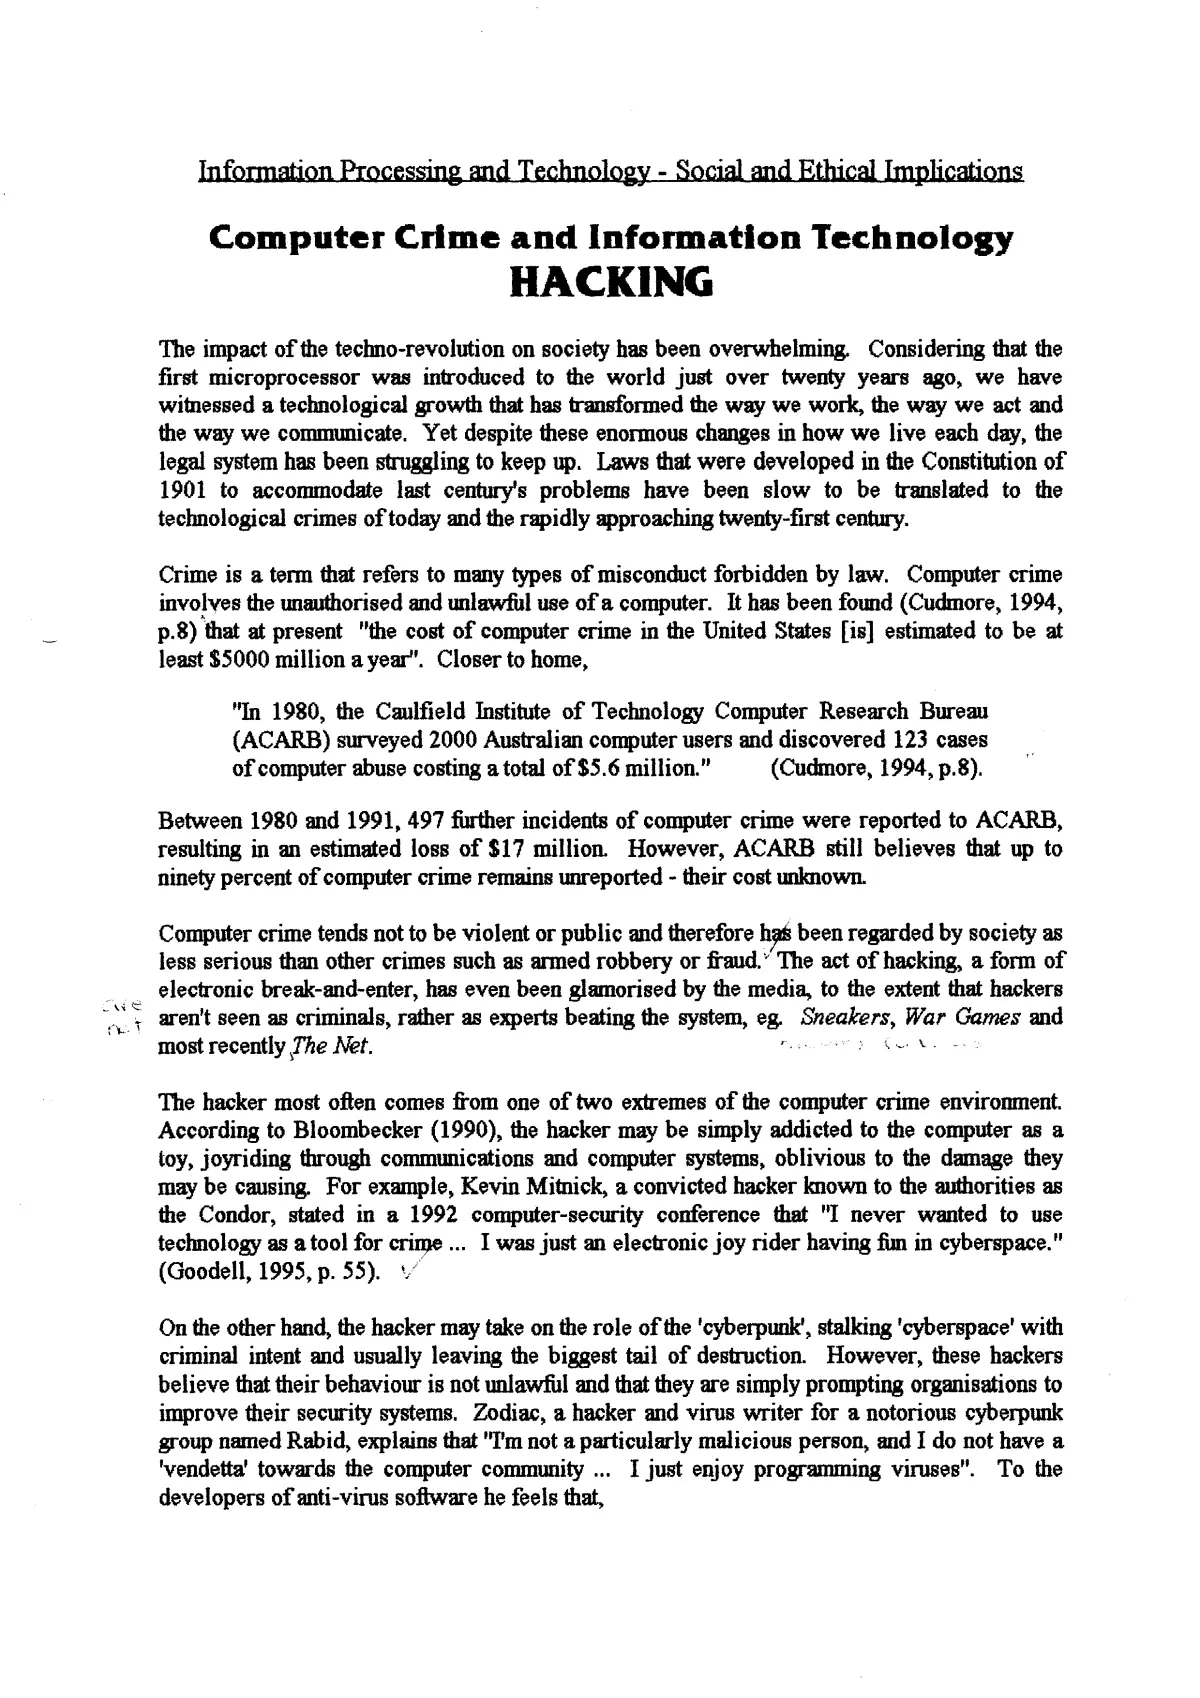 Information Processing and Technology - Social and Ethical Implications
Computer Crime and Information Technology
HACKING
The impact of the techno-revolution on society has been overwhelming. Considering that the
first microprocessor was introduced to the world just over twenty years ago, we have
witnessed a technological growth that has transformed the way we work, the way we act and
the way we communicate. Yet despite these enormous changes in how we live each day, the
legal system has been struggling to keep up. Laws that were developed in the Constitution of
1901 to accommodate last century's problems have been slow to be translated to the
technological crimes of today and the rapidly approaching twenty-first century.
Crime is a term that refers to many types of misconduct forbidden by law. Computer crime
involves the unauthorised and unlawful use of a computer. It has been found (Cudmore, 1994,
p.8) that at present "the cost of computer crime in the United States [is] estimated to be at
least $5000 million a year". Closer to home,
"In 1980, the Caulfield Institute of Technology Computer Research Bureau
(ACARB) surveyed 2000 Australian computer users and discovered 123 cases
of computer abuse costing a total of $5.6 million." (Cudmore, 1994, p.8).
Between 1980 and 1991, 497 further incidents of computer crime were reported to ACARB,
resulting in an estimated loss of $17 million. However, ACARB still believes that up to
ninety percent of computer crime remains unreported - their cost unknown.
Computer crime tends not to be violent or public and therefore has been regarded by society as
less serious than other crimes such as armed robbery or fraud. The act of hacking, a form of
electronic break-and-enter, has even been glamorised by the media, to the extent that hackers
aren't seen as criminals, rather as experts beating the system, eg. Sneakers, War Games and
most recently The Net.
The hacker most often comes from one of two extremes of the computer crime environment.
According to Bloombecker (1990), the hacker may be simply addicted to the computer as a
toy, joyriding through communications and computer systems, oblivious to the damage they
may be causing. For example, Kevin Mitnick, a convicted hacker known to the authorities as
the Condor, stated in a 1992 computer-security conference that "I never wanted to use
technology as a tool for crime ... I was just an electronic joy rider having fun in cyberspace."
(Goodell, 1995, p. 55).
On the other hand, the hacker may take on the role of the 'cyberpunk', stalking 'cyberspace' with
criminal intent and usually leaving the biggest tail of destruction. However, these hackers
believe that their behaviour is not unlawful and that they are simply prompting organisations to
improve their security systems. Zodiac, a hacker and virus writer for a notorious cyberpunk
group named Rabid, explains that "I'm not a particularly malicious person, and I do not have a
'vendetta' towards the computer community ... I just enjoy programming viruses". To the
developers of anti-virus software he feels that,